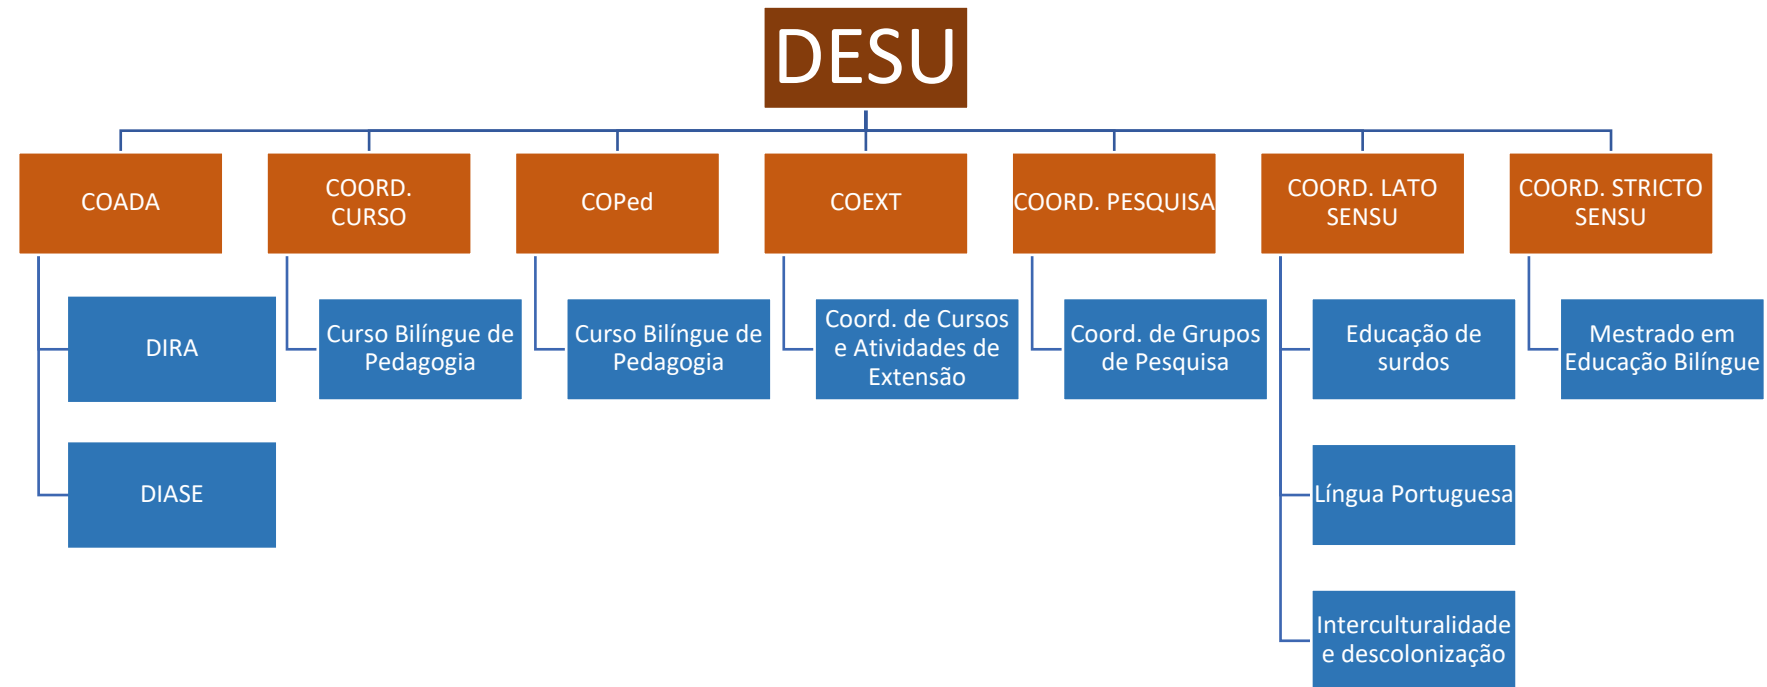 DESU
COADA
COORD.
CURSO
COPed
COEXT
COORD. PESQUISA
COORD. LATO
SENSU
COORD. STRICTO
SENSU
DIRA
DIASE
Curso Bilíngue de
Pedagogia
Curso Bilíngue de
Pedagogia
Coord. de Cursos
e Atividades de
Extensão
Coord. de Grupos
de Pesquisa
Educação de
surdos
Língua Portuguesa
Interculturalidade
e descolonização
Mestrado em
Educação Bilíngue